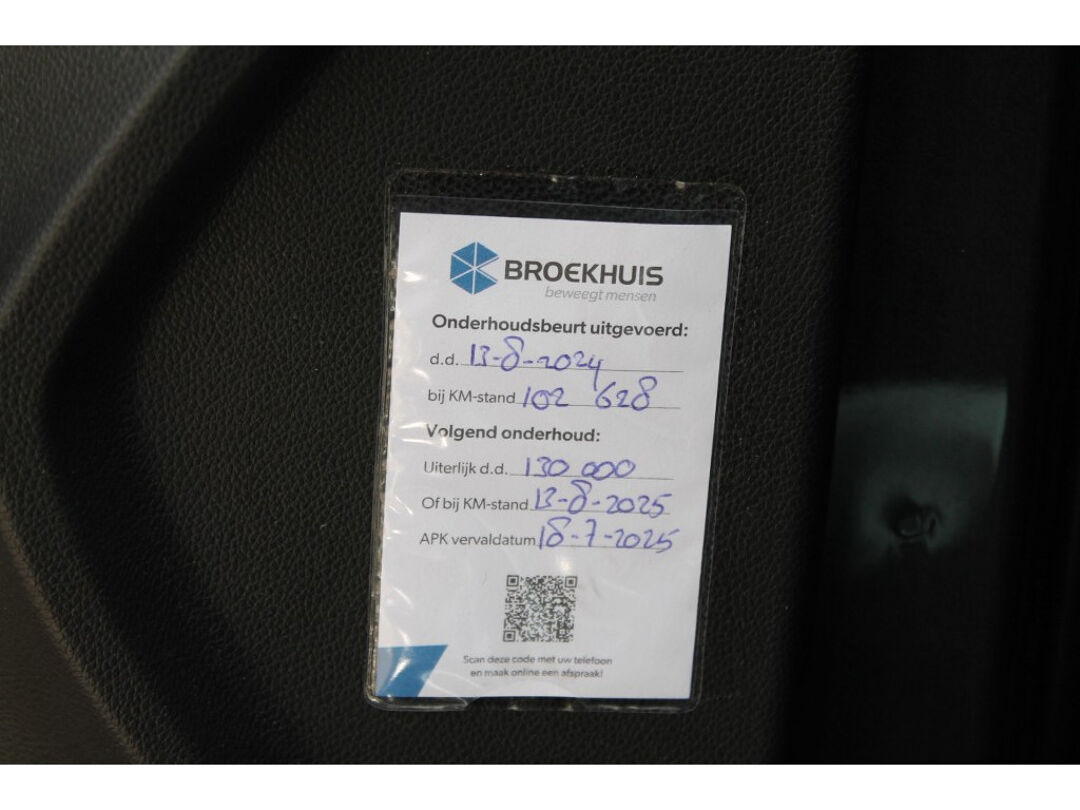 BROEKHUIS
beweegt mensen
Onderhoudsbeurt uitgevoerd:
d.d. 13-8-2024
bij KM-stand 102 628
Volgend onderhoud:
Uiterlijk d.d. 130 000
Of bij KM-stand 13-8-2025
APK vervaldatum 18-7-2025
Scan deze code met uw telefoon
en maak online een afspraak!